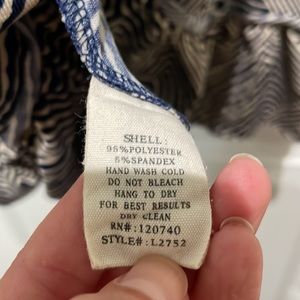 SHELL:
95%POLYESTER
5%SPANDEX
HAND WASH COLD
DO NOT BLEACH
HANG TO DRY
FOR BEST RESULTS
DRY CLEAN
RN#:120740
STYLE#:L2752